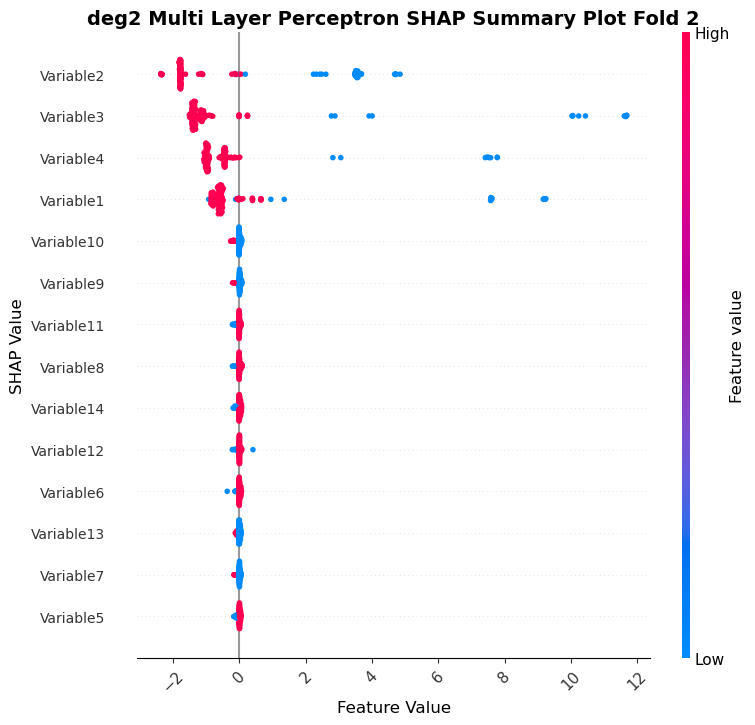 deg2 Multi Layer Perceptron SHAP Summary Plot Fold 2
High
Variable2
Variable3
Variable4
Variable1
Variable10
Variable9
Variable11
Variable8
Variable14
Variable12
Variable6
Variable13
Variable7
Variable5
SHAP Value
Feature value
Low
−2
0
2
4
6
8
10
12
Feature Value